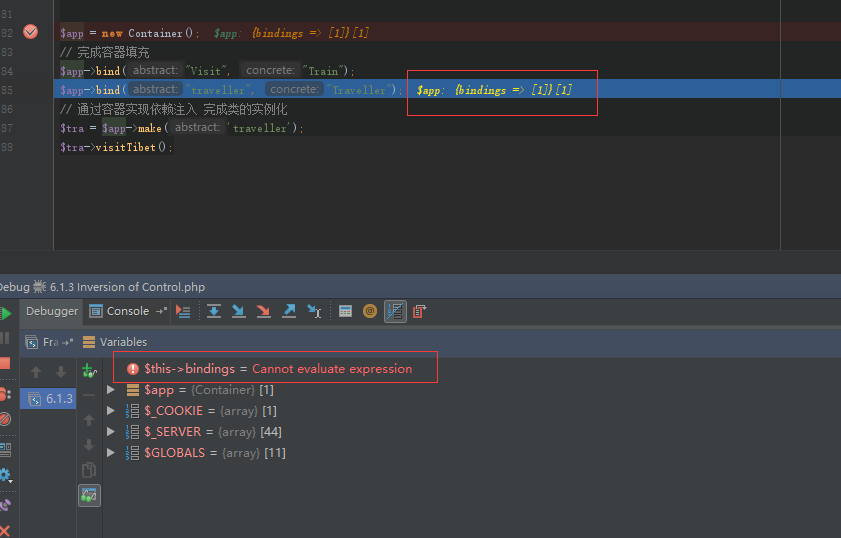 81
82 $app = new Container(); $app: {bindings => [1]}[1]
83 // 完成容器填充
84 $app->bind( abstract: "Visit", concrete: "Train");
85 $app->bind( abstract: "traveller", concrete: "Traveller"); $app: {bindings => [1]}[1]
86 // 通过容器实现依赖注入 完成类的实例化
87 $tra = $app->make( abstract: 'traveller');
88 $tra->visitTibet();
Debug 6.1.3 Inversion of Control.php
Debugger Console
Fra Variables
$this->bindings = Cannot evaluate expression
6.1.3 $app = {Container} [1]
$_COOKIE = {array} [1]
$_SERVER = {array} [44]
$GLOBALS = {array} [11]